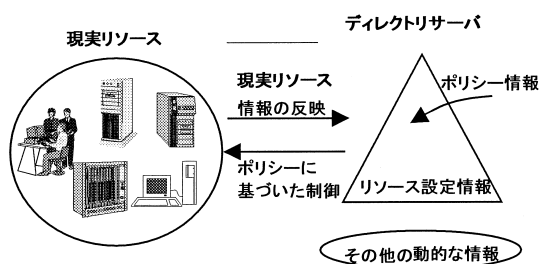 現実リソース
ディレクトリサーバ
現実リソース
情報の反映
ポリシー情報
ポリシーに
基づいた制御
リソース設定情報
その他の動的な情報